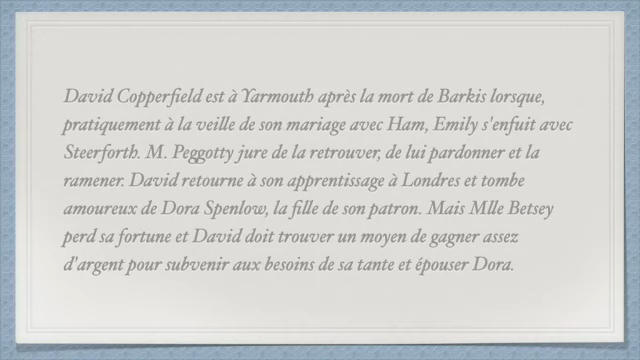 David Copperfield est à Yarmouth après la mort de Barkis lorsque,
pratiquement à la veille de son mariage avec Ham, Emily s'enfuit avec
Steerforth. M. Peggotty jure de la retrouver, de lui pardonner et la
ramener. David retourne à son apprentissage à Londres et tombe
amoureux de Dora Spenlow, la fille de son patron. Mais Mlle Betsey
perd sa fortune et David doit trouver un moyen de gagner assez
d'argent pour subvenir aux besoins de sa tante et épouser Dora.